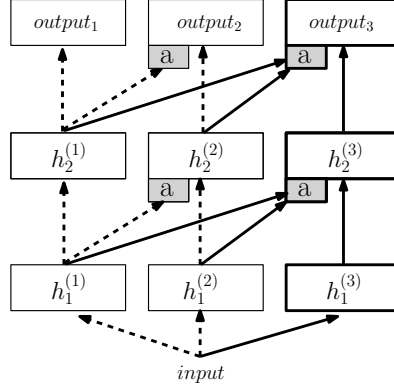 output₁ output₂ output₃
a a
h₂⁽¹⁾ h₂⁽²⁾ h₂⁽³⁾
a a
h₁⁽¹⁾ h₁⁽²⁾ h₁⁽³⁾
input